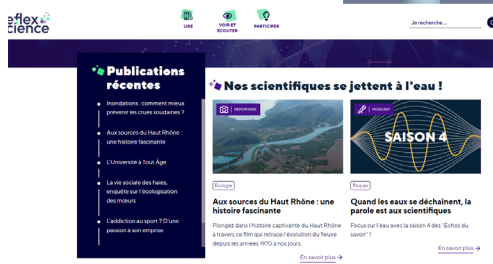 eflex
cience
LIRE
VOIR ET
ÉCOUTER
PARTICIPER
Je recherche...
Publications
récentes
Inondations : comment mieux
prévenir les crues soudaines ?
Aux sources du Haut Rhône :
une histoire fascinante
L'Université à Tout Âge
La vie sociale des haies,
enquête sur l'écologisation
des mœurs
L'addiction au sport ? D'une
passion à son emprise
Nos scientifiques se jettent à l'eau !
REPORTAGE
Écologie
Aux sources du Haut Rhône : une
histoire fascinante
Plongez dans l'histoire captivante du Haut Rhône
à travers ce film qui retrace l'évolution du fleuve
depuis les années 1970 à nos jours.
En savoir plus →
PODCAST
SAISON 4
Risques
Quand les eaux se déchaînent, la
parole est aux scientifiques
Focus sur l'eau avec la saison 4 des "Échos du
savoir" !
En savoir plus →